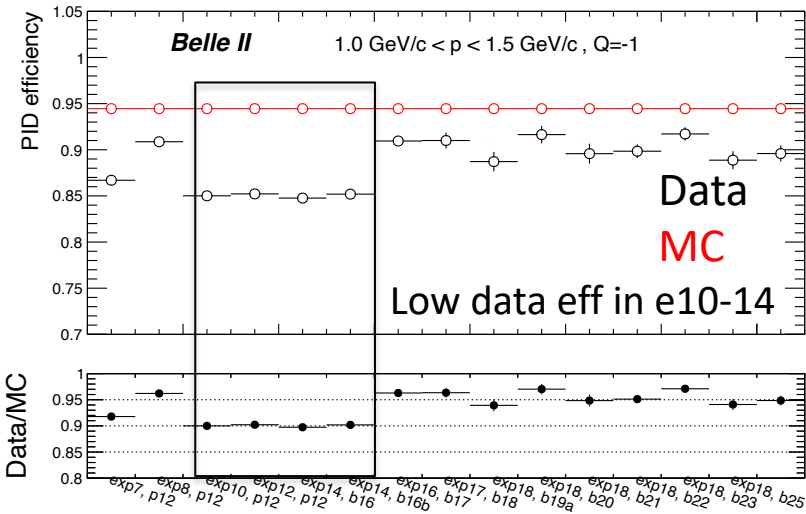 1.05
1
0.95
0.9
0.85
0.8
0.75
0.7
PID efficiency
Belle II
1.0 GeV/c < p < 1.5 GeV/c , Q=-1
Data
MC
Low data eff in e10-14
1
0.95
0.9
0.85
0.8
Data/MC
exp7, p12
exp8, p12
exp10, p12
exp12, p12
exp14, b16
exp14, b16b
exp16, b17
exp17, b18
exp18, b19a
exp18, b20
exp18, b21
exp18, b22
exp18, b23
exp18, b25